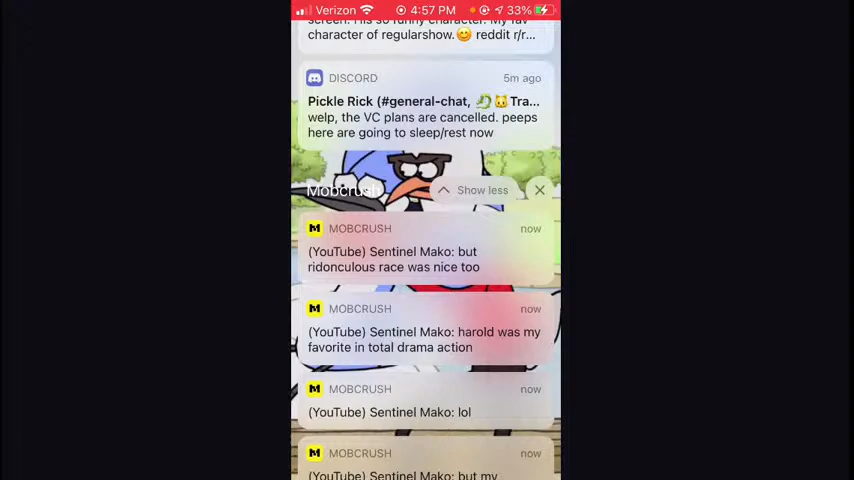 Verizon 4:57 PM 33%
screen. His so funny character. My fav
character of regularshow.😊 reddit r/r...
DISCORD 5m ago
Pickle Rick (#general-chat, 🐉🐱Tra...
welp, the VC plans are cancelled. peeps
here are going to sleep/rest now
Mobcrush Show less
MOBCRUSH now
(YouTube) Sentinel Mako: but
ridonculous race was nice too
MOBCRUSH now
(YouTube) Sentinel Mako: harold was my
favorite in total drama action
MOBCRUSH now
(YouTube) Sentinel Mako: lol
MOBCRUSH now
(YouTube) Sentinel Mako: but my